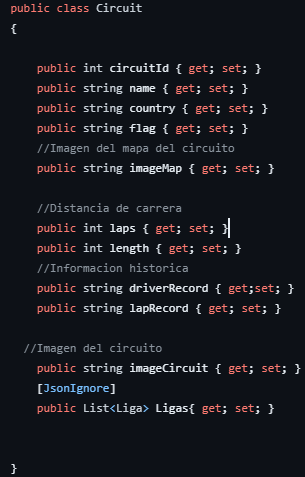 public class Circuit
{
public int circuitId { get; set; }
public string name { get; set; }
public string country { get; set; }
public string flag { get; set; }
//Imagen del mapa del circuito
public string imageMap { get; set; }
//Distancia de carrera
public int laps { get; set; }
public int length { get; set; }
//Informacion historica
public string driverRecord { get;set; }
public string lapRecord{ get; set; }
//Imagen del circuito
public string imageCircuit { get; set; }
[JsonIgnore]
public List<Liga> Ligas{ get; set; }
}